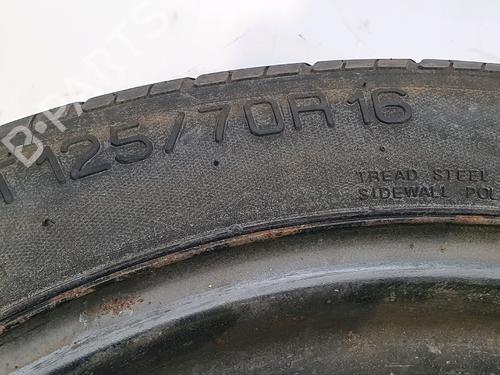 T125/70R16
TREAD STEEL
SIDEWALL POL
B-PARTS